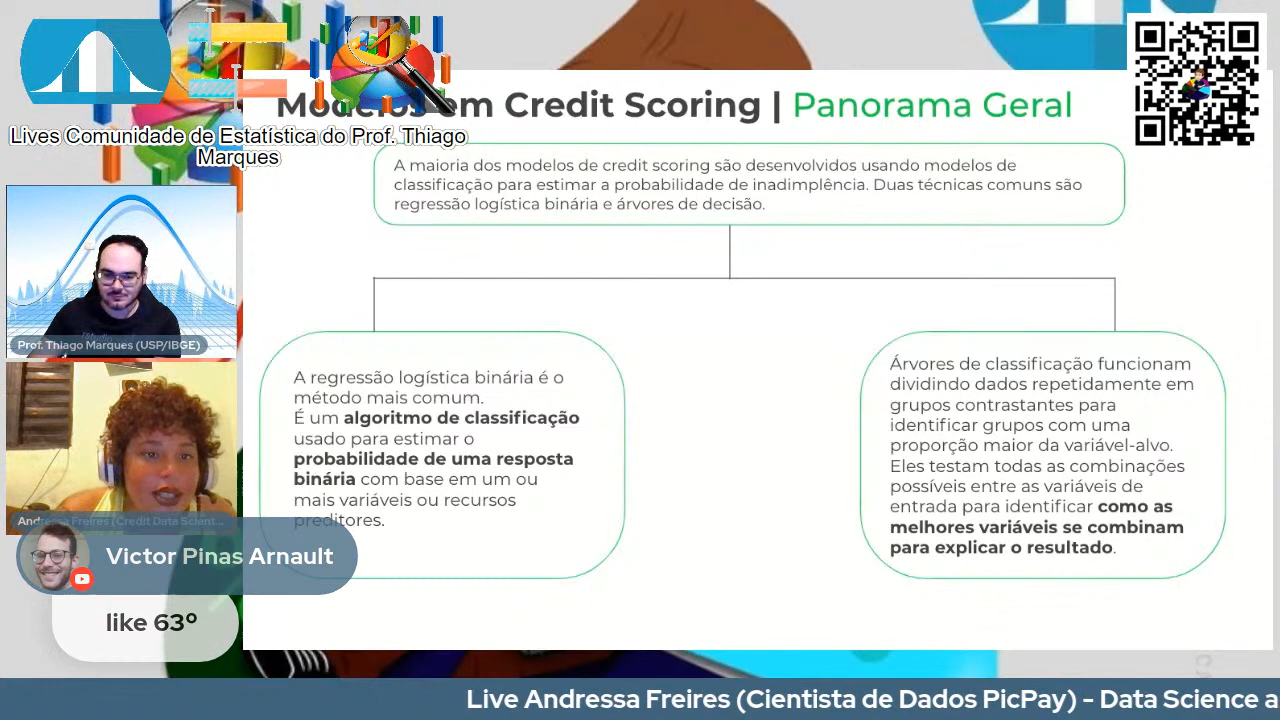 Modelos em Credit Scoring | Panorama Geral
Lives Comunidade de Estatística do Prof. Thiago
Marques
A maioria dos modelos de credit scoring são desenvolvidos usando modelos de
classificação para estimar a probabilidade de inadimplência. Duas técnicas comuns são
regressão logística binária e árvores de decisão.
Prof. Thiago Marques (USP/IBGE)
A regressão logística binária é o
método mais comum.
É um algoritmo de classificação
usado para estimar o
probabilidade de uma resposta
binária com base em um ou
mais variáveis ou recursos
preditores.
Árvores de classificação funcionam
dividindo dados repetidamente em
grupos contrastantes para
identificar grupos com uma
proporção maior da variável-alvo.
Eles testam todas as combinações
possíveis entre as variáveis de
entrada para identificar como as
melhores variáveis se combinam
para explicar o resultado.
Andressa Freires (Credit Data Scient...
Victor Pinas Arnault
like 63º
Live Andressa Freires (Cientista de Dados PicPay) - Data Science a